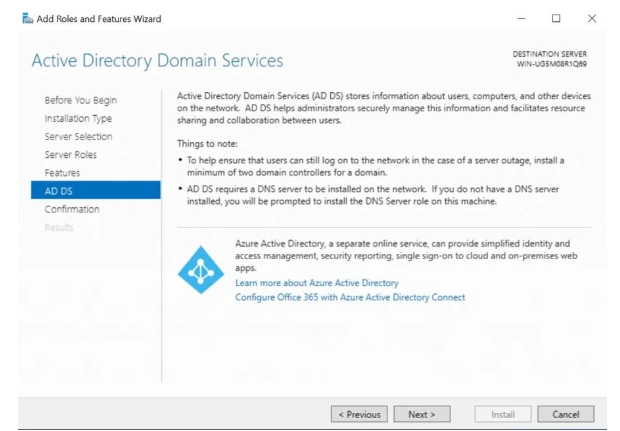 Add Roles and Features Wizard
Active Directory Domain Services
DESTINATION SERVER
WIN-UG5M08R1Q69
Before You Begin
Installation Type
Server Selection
Server Roles
Features
AD DS
Confirmation
Results
Active Directory Domain Services (AD DS) stores information about users, computers, and other devices
on the network. AD DS helps administrators securely manage this information and facilitates resource
sharing and collaboration between users.
Things to note:
• To help ensure that users can still log on to the network in the case of a server outage, install a
minimum of two domain controllers for a domain.
• AD DS requires a DNS server to be installed on the network. If you do not have a DNS server
installed, you will be prompted to install the DNS Server role on this machine.
Azure Active Directory, a separate online service, can provide simplified identity and
access management, security reporting, single sign-on to cloud and on-premises web
apps.
Learn more about Azure Active Directory
Configure Office 365 with Azure Active Directory Connect
< Previous
Next >
Install
Cancel